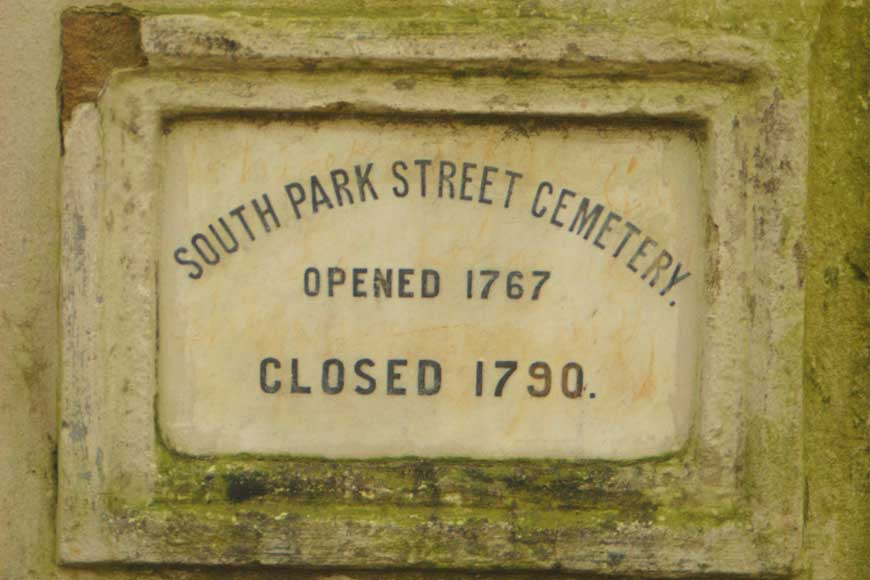 SOUTH PARK STREET CEMETERY.
OPENED 1767
CLOSED 1790.